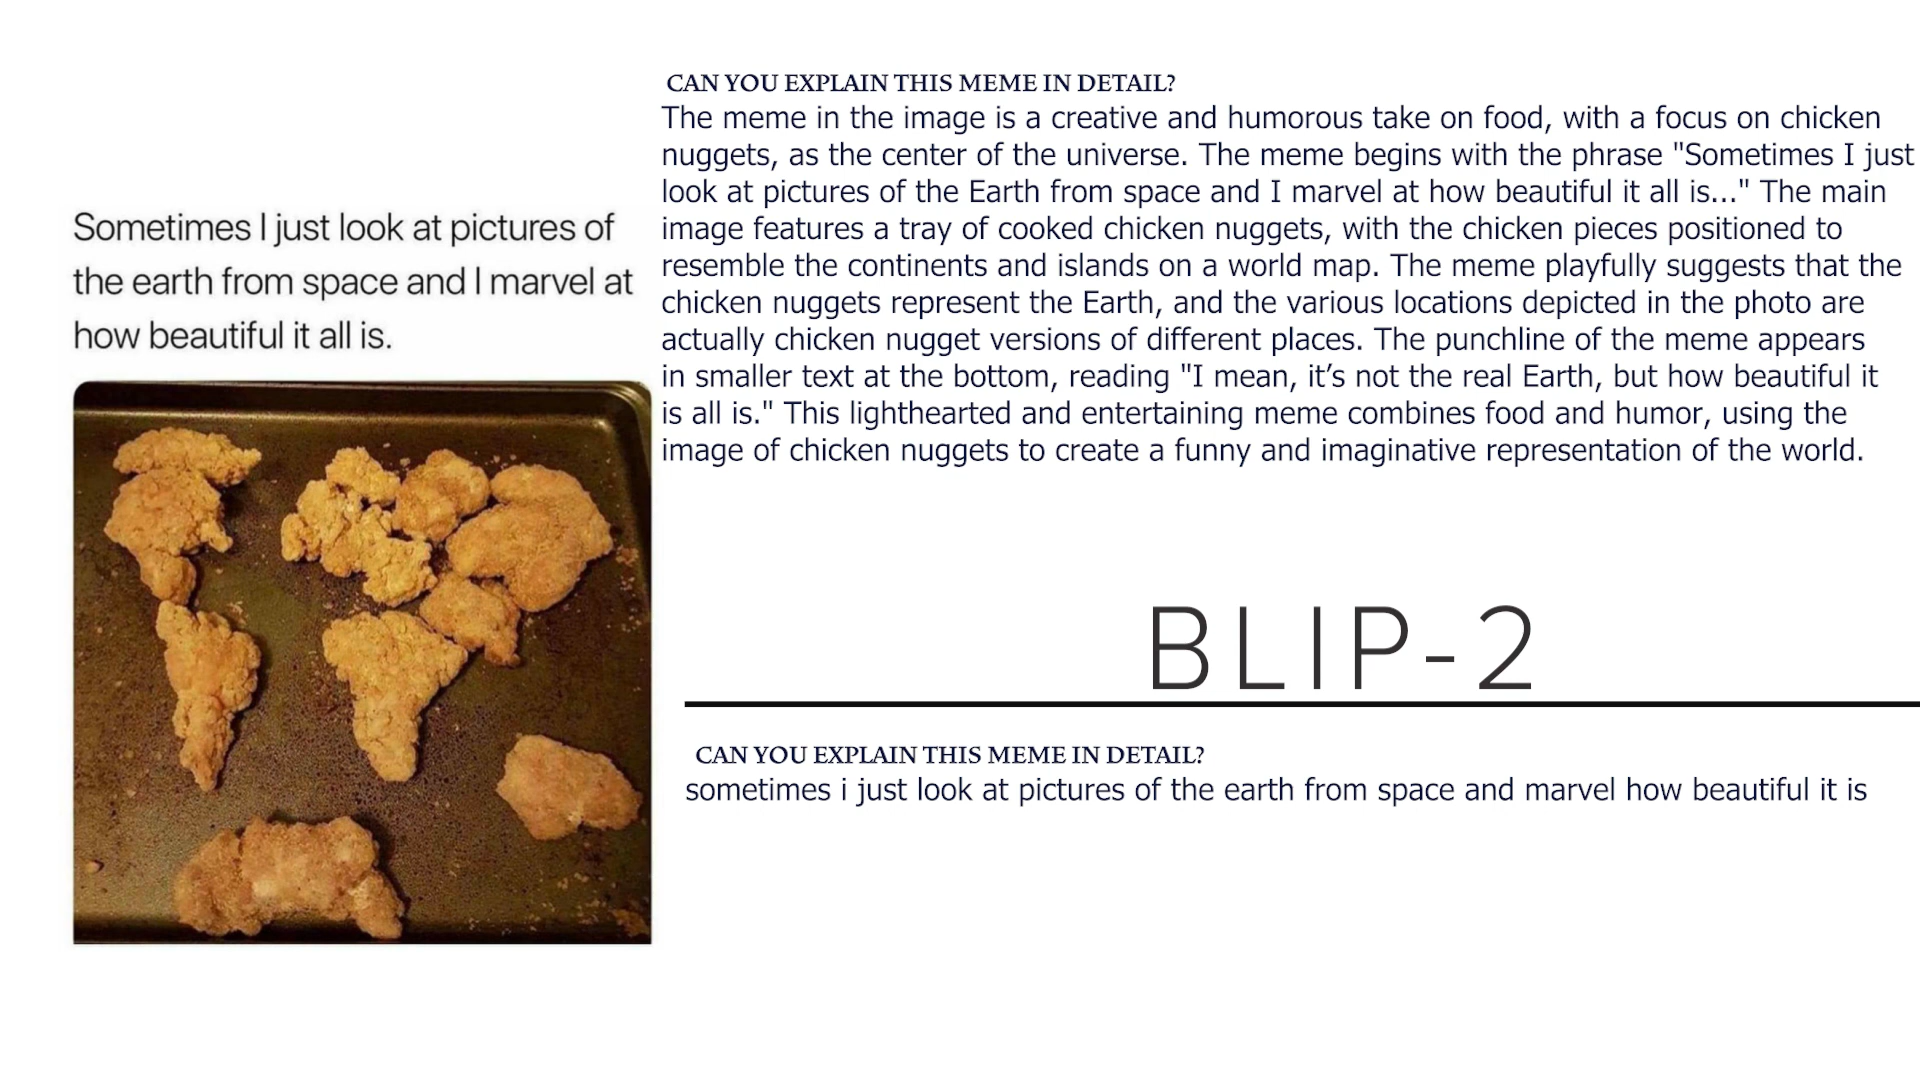 Sometimes I just look at pictures of
the earth from space and I marvel at
how beautiful it all is.
CAN YOU EXPLAIN THIS MEME IN DETAIL?
The meme in the image is a creative and humorous take on food, with a focus on chicken
nuggets, as the center of the universe. The meme begins with the phrase "Sometimes I just
look at pictures of the Earth from space and I marvel at how beautiful it all is..." The main
image features a tray of cooked chicken nuggets, with the chicken pieces positioned to
resemble the continents and islands on a world map. The meme playfully suggests that the
chicken nuggets represent the Earth, and the various locations depicted in the photo are
actually chicken nugget versions of different places. The punchline of the meme appears
in smaller text at the bottom, reading "I mean, it’s not the real Earth, but how beautiful it
is all is." This lighthearted and entertaining meme combines food and humor, using the
image of chicken nuggets to create a funny and imaginative representation of the world.
BLIP-2
CAN YOU EXPLAIN THIS MEME IN DETAIL?
sometimes i just look at pictures of the earth from space and marvel how beautiful it is